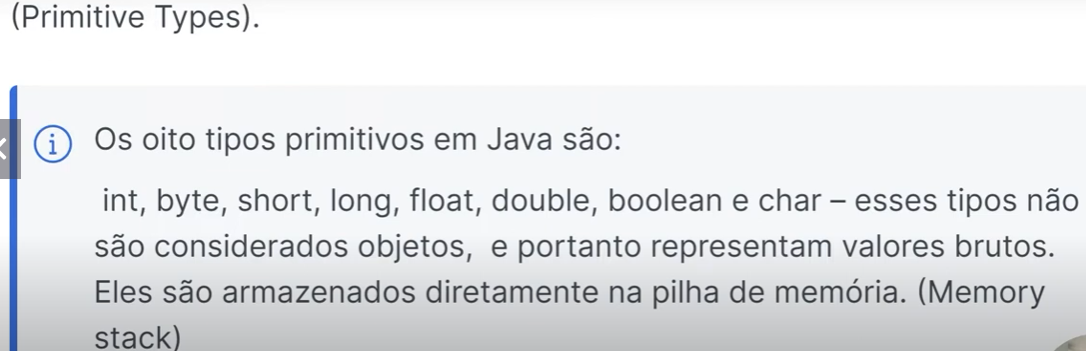 (Primitive Types).
Os oito tipos primitivos em Java são:
int, byte, short, long, float, double, boolean e char – esses tipos não
são considerados objetos, e portanto representam valores brutos.
Eles são armazenados diretamente na pilha de memória. (Memory
stack)